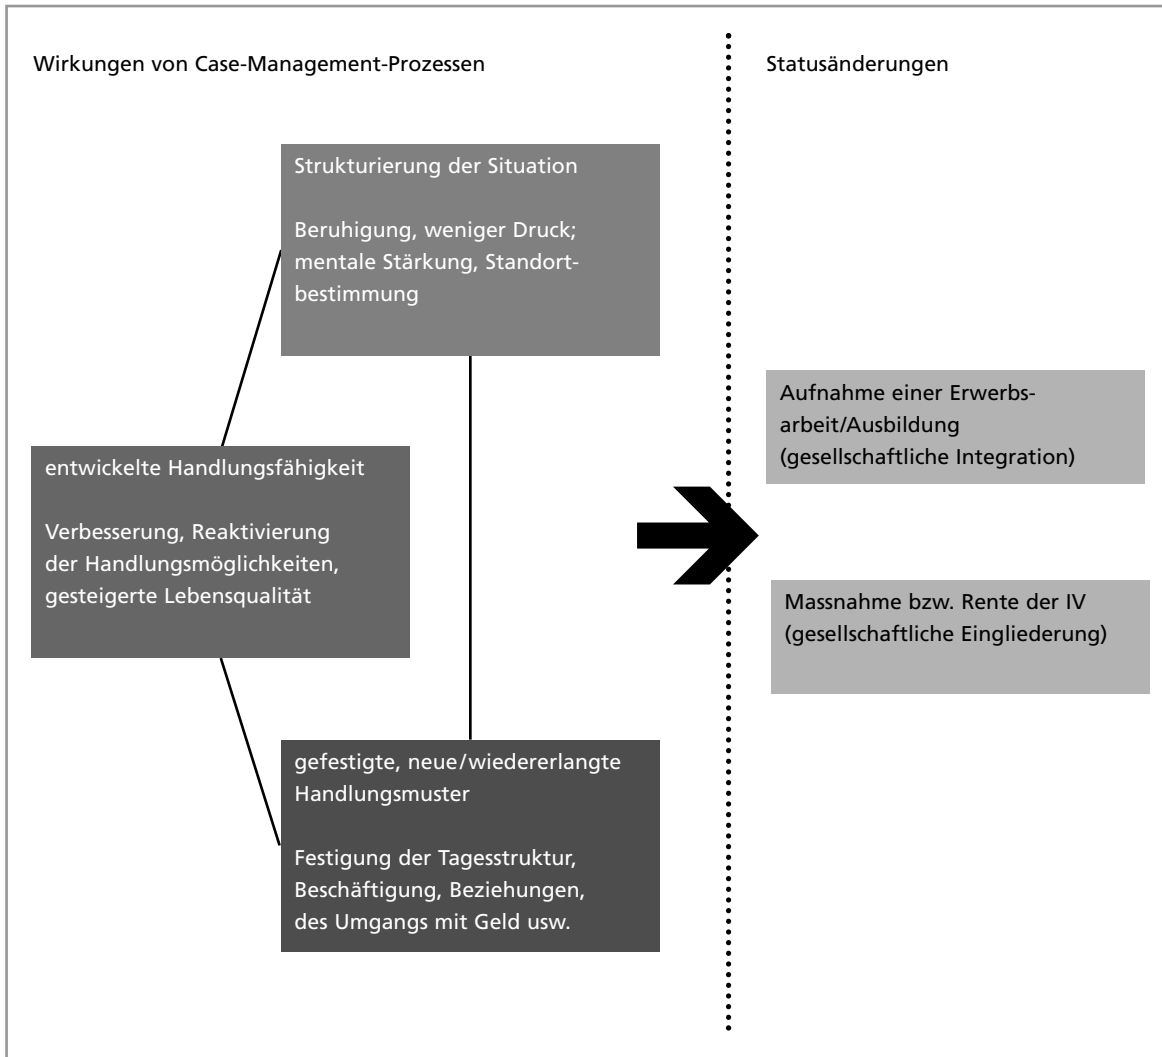 Wirkungen von Case-Management-Prozessen
Statusänderungen
Strukturierung der Situation
Beruhigung, weniger Druck;
mentale Stärkung, Standort-
bestimmung
entwickelte Handlungsfähigkeit
Verbesserung, Reaktivierung
der Handlungsmöglichkeiten,
gesteigerte Lebensqualität
gefestigte, neue/wiedererlangte
Handlungsmuster
Festigung der Tagesstruktur,
Beschäftigung, Beziehungen,
des Umgangs mit Geld usw.
Aufnahme einer Erwerbs-
arbeit/Ausbildung
(gesellschaftliche Integration)
Massnahme bzw. Rente der IV
(gesellschaftliche Eingliederung)